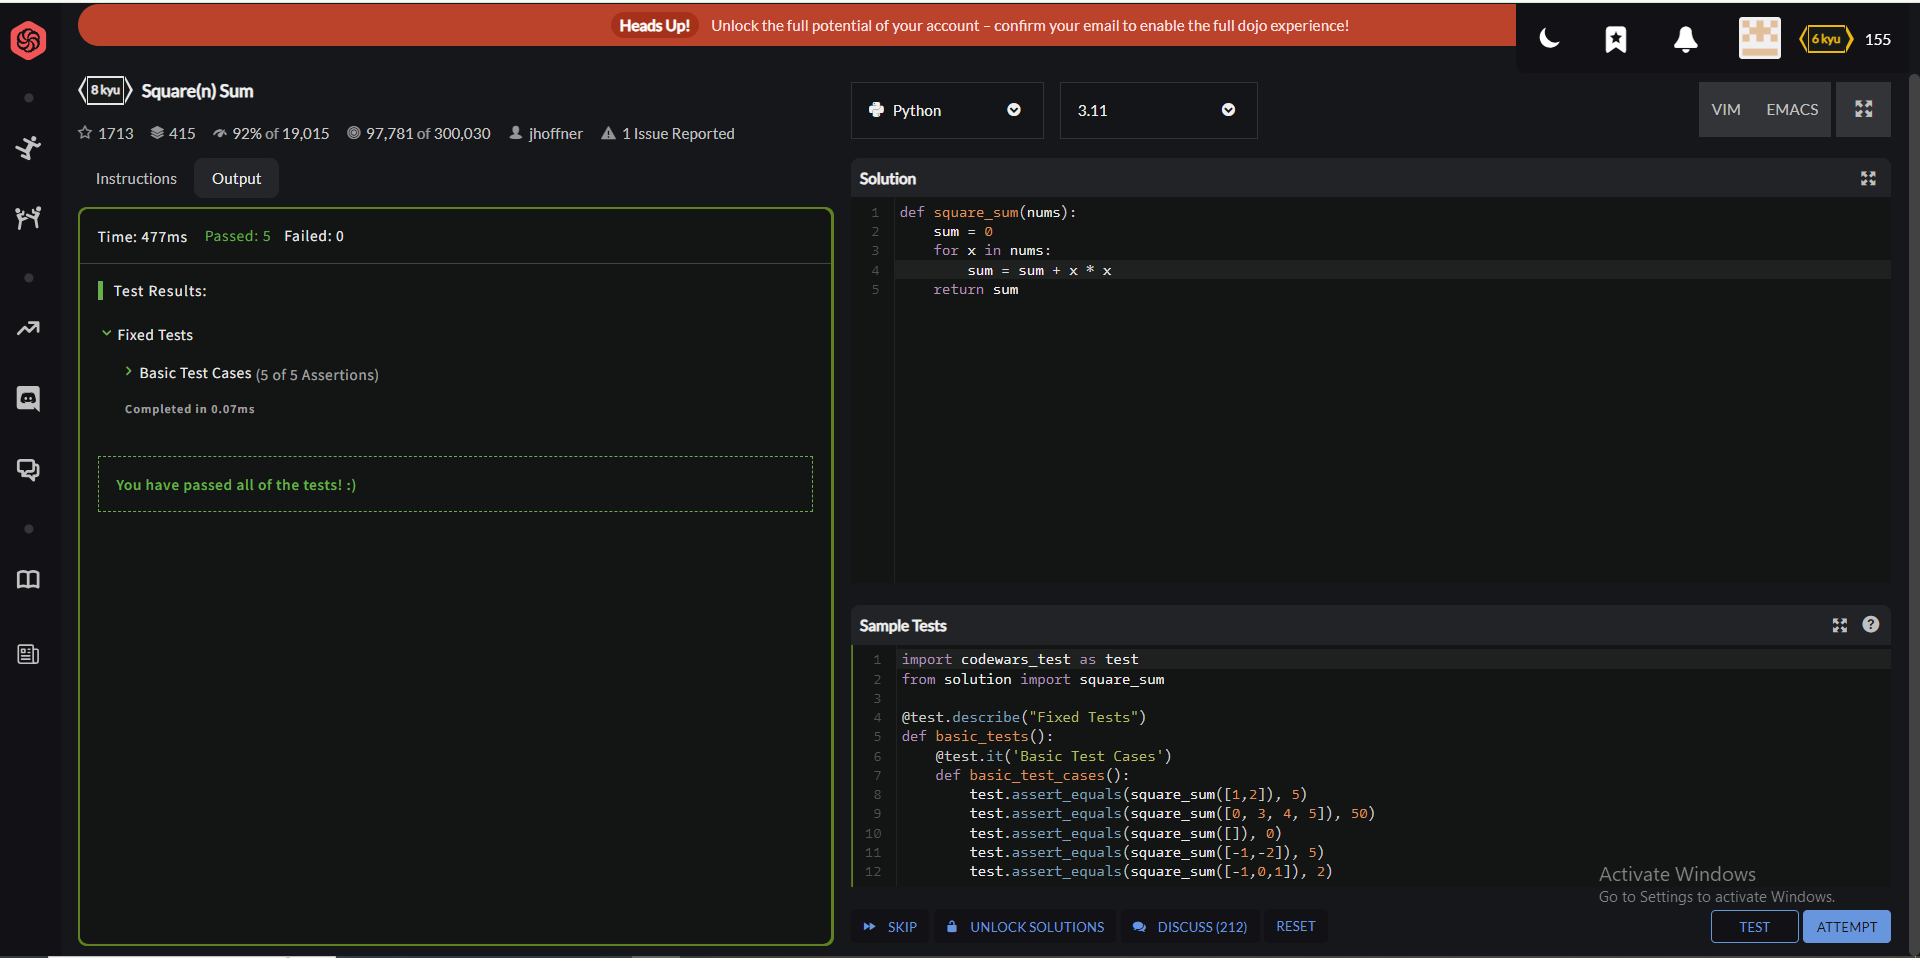 Heads Up! Unlock the full potential of your account – confirm your email to enable the full dojo experience!
6 kyu 155
8 kyu Square(n) Sum
1713 415 92% of 19,015 97,781 of 300,030 jhoffner 1 Issue Reported
Instructions Output
Time: 477ms Passed: 5 Failed: 0
Test Results:
Fixed Tests
Basic Test Cases (5 of 5 Assertions)
Completed in 0.07ms
You have passed all of the tests! :)
Python 3.11 VIM EMACS
Solution
1 def square_sum(nums):
2     sum = 0
3     for x in nums:
4         sum = sum + x * x
5     return sum
Sample Tests
1 import codewars_test as test
2 from solution import square_sum
3
4 @test.describe("Fixed Tests")
5 def basic_tests():
6     @test.it('Basic Test Cases')
7     def basic_test_cases():
8         test.assert_equals(square_sum([1,2]), 5)
9         test.assert_equals(square_sum([0, 3, 4, 5]), 50)
10         test.assert_equals(square_sum([]), 0)
11         test.assert_equals(square_sum([-1,-2]), 5)
12         test.assert_equals(square_sum([-1,0,1]), 2)
Activate Windows
Go to Settings to activate Windows.
SKIP UNLOCK SOLUTIONS DISCUSS (212) RESET TEST ATTEMPT